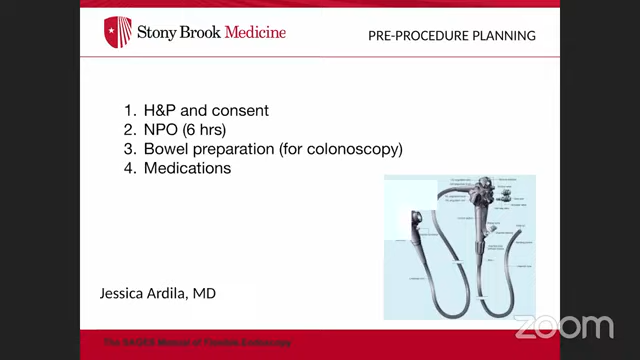 Stony Brook Medicine
PRE-PROCEDURE PLANNING
1. H&P and consent
2. NPO (6 hrs)
3. Bowel preparation (for colonoscopy)
4. Medications
Jessica Ardila, MD
The SAGES Manual of Flexible Endoscopy
zoom